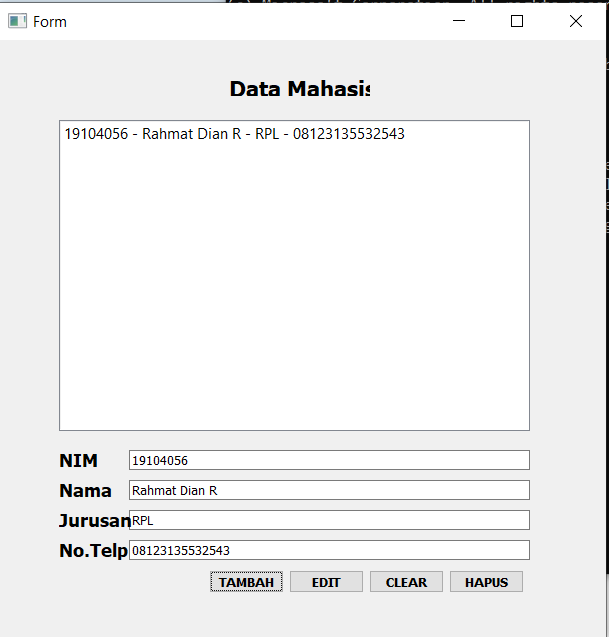 Form
Data Mahasis
19104056 - Rahmat Dian R - RPL - 08123135532543
NIM 19104056
Nama Rahmat Dian R
Jurusan RPL
No.Telp 08123135532543
TAMBAH EDIT CLEAR HAPUS